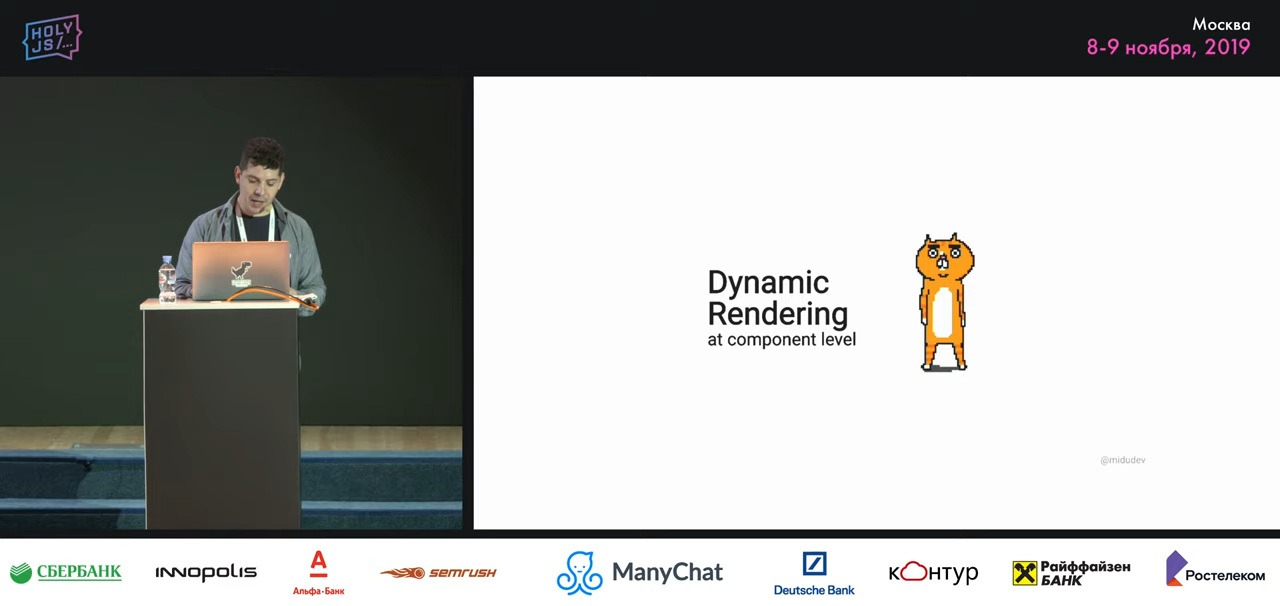 HOLY
JS/...
Москва
8-9 ноября, 2019
Dynamic
Rendering
at component level
@midudev
СБЕРБАНК
INNOPOLIS
А
Альфа·Банк
semrush
ManyChat
Deutsche Bank
контур
Райффайзен
БАНК
Ростелеком